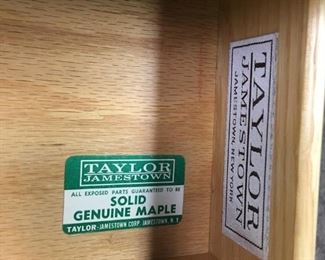 TAYLOR
JAMESTOWN
ALL EXPOSED PARTS GUARANTEED TO BE
SOLID
GENUINE MAPLE
TAYLOR-JAMESTOWN CORP. JAMESTOWN, N. Y.
TAYLOR
JAMESTOWN
JAMESTOWN, NEW YORK